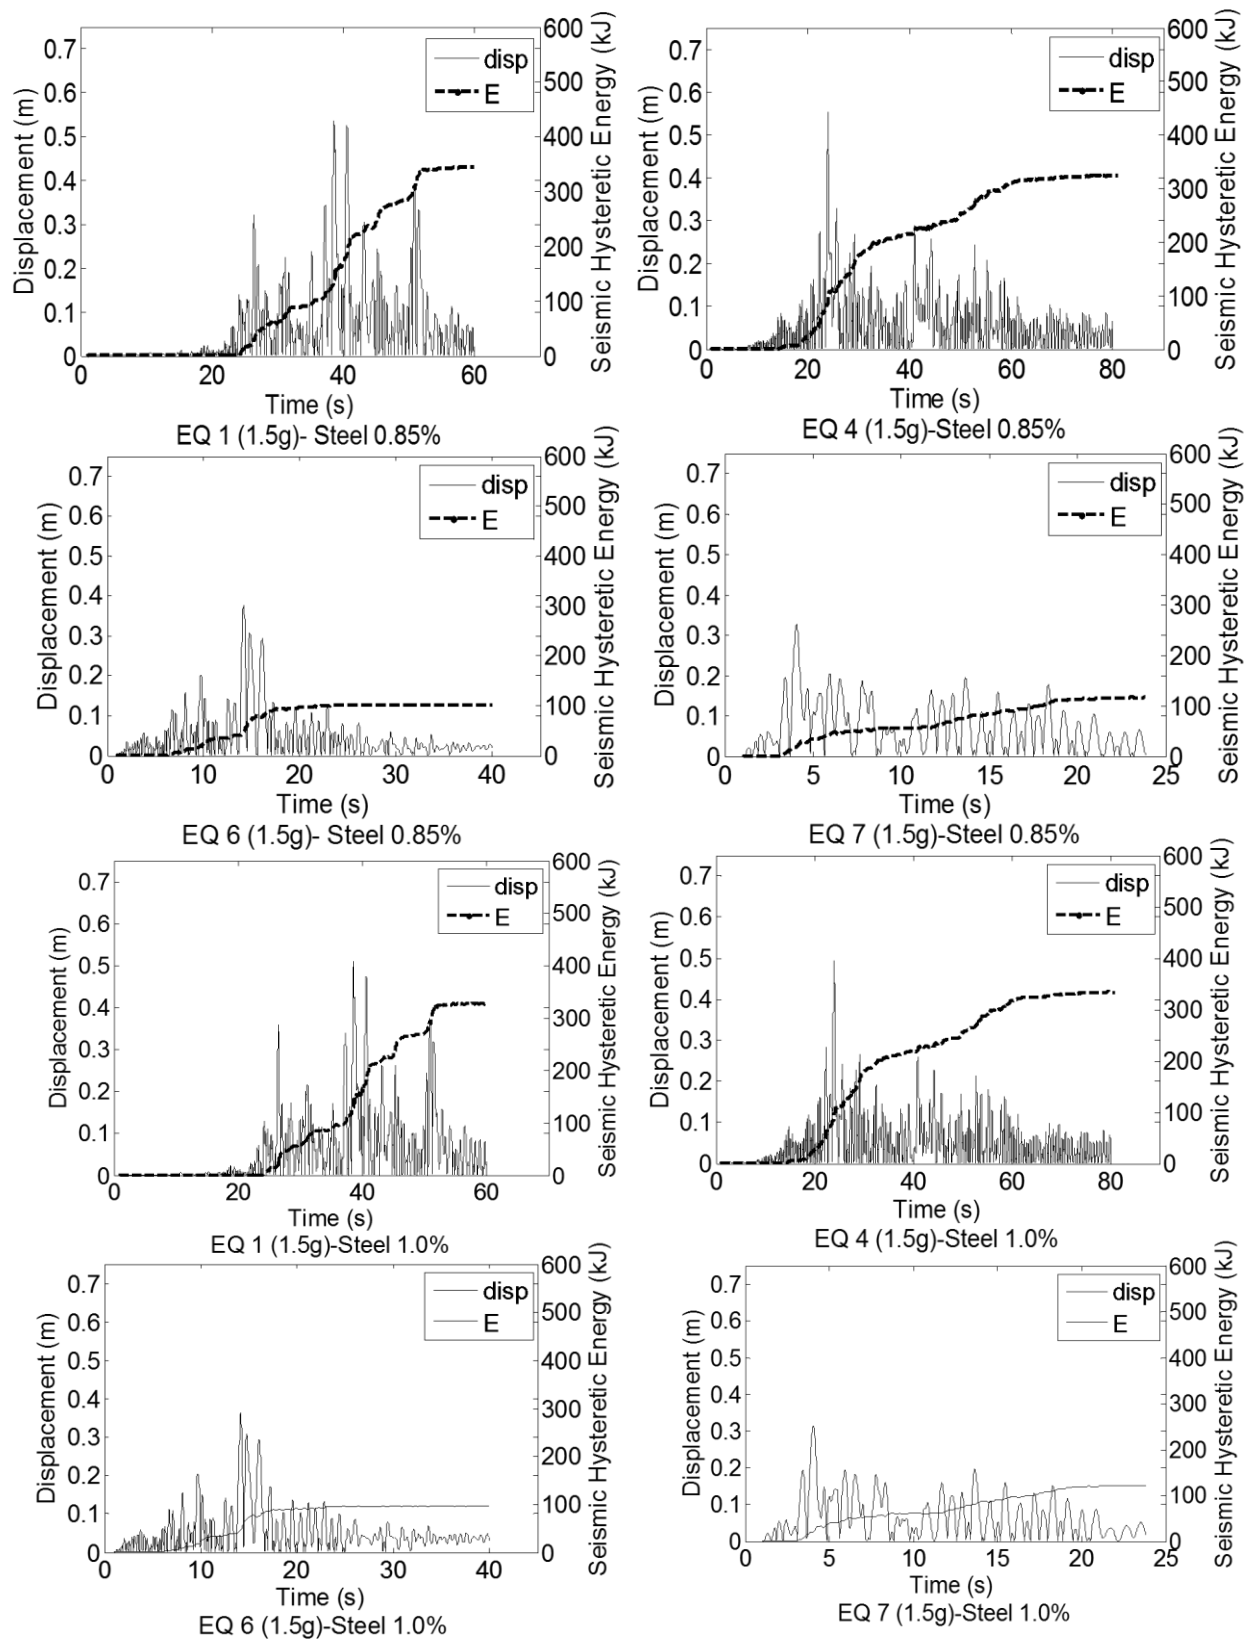 0.7
0.6
0.5
0.4
0.3
0.2
0.1
0
Displacement (m)
0 20 40 60
Time (s)
600
500
400
300
200
100
0
Seismic Hysteretic Energy (kJ)
disp
E
EQ 1 (1.5g)- Steel 0.85%
0.7
0.6
0.5
0.4
0.3
0.2
0.1
0
Displacement (m)
0 20 40 60 80
Time (s)
600
500
400
300
200
100
0
Seismic Hysteretic Energy (kJ)
disp
E
EQ 4 (1.5g)-Steel 0.85%
0.7
0.6
0.5
0.4
0.3
0.2
0.1
0
Displacement (m)
0 10 20 30 40
Time (s)
600
500
400
300
200
100
0
Seismic Hysteretic Energy (kJ)
disp
E
EQ 6 (1.5g)- Steel 0.85%
0.7
0.6
0.5
0.4
0.3
0.2
0.1
0
Displacement (m)
0 5 10 15 20 25
Time (s)
600
500
400
300
200
100
0
Seismic Hysteretic Energy (kJ)
disp
E
EQ 7 (1.5g)-Steel 0.85%
0.7
0.6
0.5
0.4
0.3
0.2
0.1
0
Displacement (m)
0 20 40 60
Time (s)
600
500
400
300
200
100
0
Seismic Hysteretic Energy (kJ)
disp
E
EQ 1 (1.5g)-Steel 1.0%
0.7
0.6
0.5
0.4
0.3
0.2
0.1
0
Displacement (m)
0 20 40 60 80
Time (s)
600
500
400
300
200
100
0
Seismic Hysteretic Energy (kJ)
disp
E
EQ 4 (1.5g)-Steel 1.0%
0.7
0.6
0.5
0.4
0.3
0.2
0.1
0
Displacement (m)
0 10 20 30 40
Time (s)
600
500
400
300
200
100
0
Seismic Hysteretic Energy (kJ)
disp
E
EQ 6 (1.5g)-Steel 1.0%
0.7
0.6
0.5
0.4
0.3
0.2
0.1
0
Displacement (m)
0 5 10 15 20 25
Time (s)
600
500
400
300
200
100
0
Seismic Hysteretic Energy (kJ)
disp
E
EQ 7 (1.5g)-Steel 1.0%